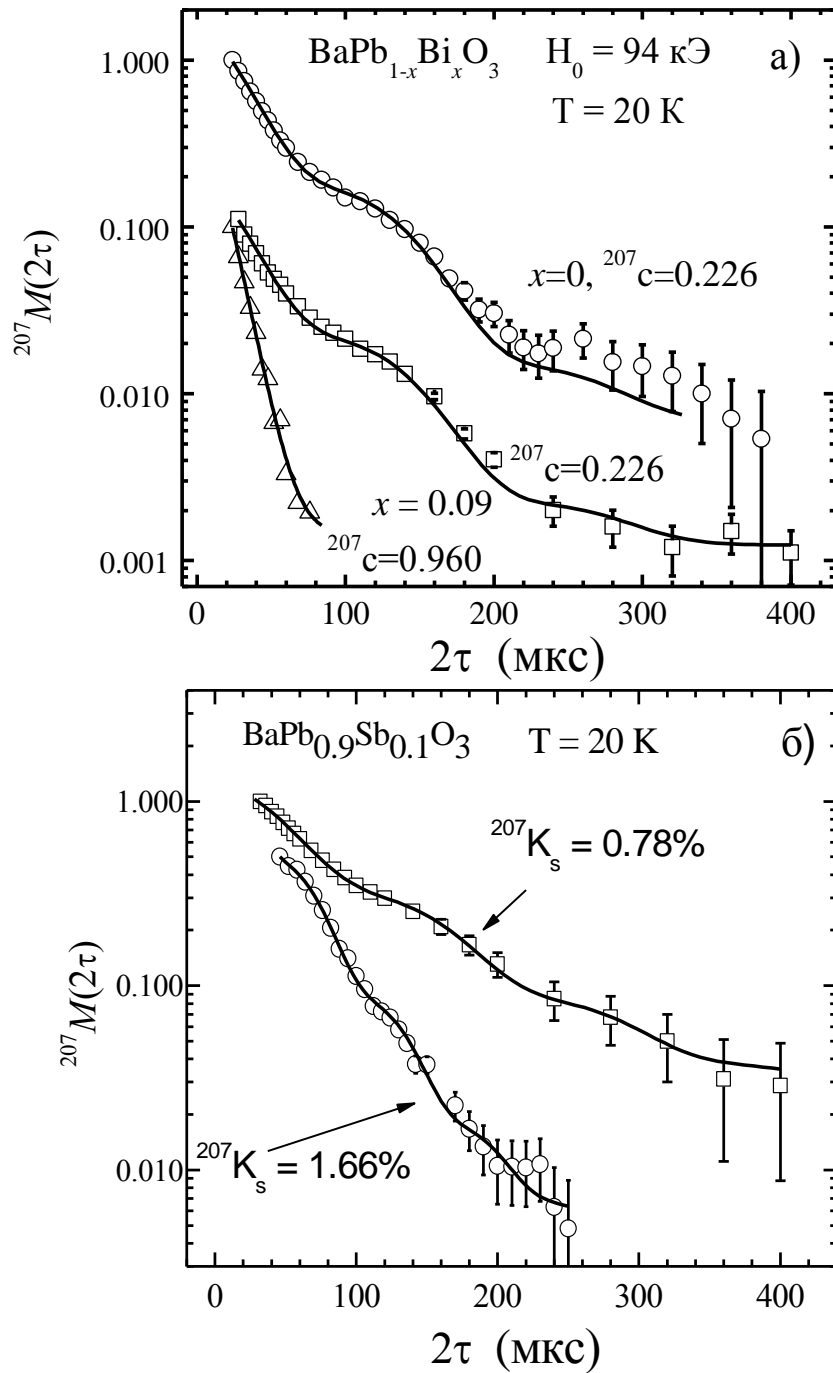 BaPb₁₋ₓBiₓO₃ H₀ = 94 кЭ а)
T = 20 К
1.000
0.100
0.010
0.001
²⁰⁷M(2τ)
x=0, ²⁰⁷c=0.226
²⁰⁷c=0.226
x = 0.09
²⁰⁷c=0.960
0 100 200 300 400
2τ (мкс)
BaPb₀.₉Sb₀.₁O₃ T = 20 K б)
1.000
0.100
0.010
²⁰⁷M(2τ)
²⁰⁷Kₛ = 0.78%
²⁰⁷Kₛ = 1.66%
0 100 200 300 400
2τ (мкс)